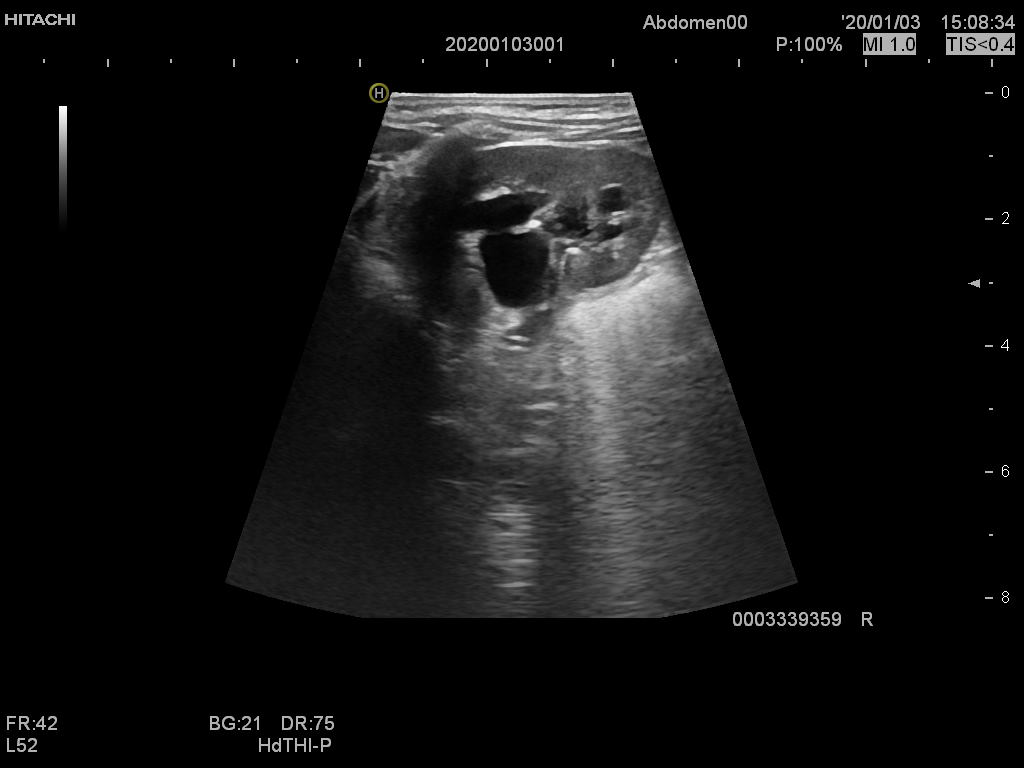 HITACHI
Abdomen00 '20/01/03 15:08:34
20200103001 P:100% MI 1.0 TIS<0.4
H
0
2
4
6
8
0003339359 R
FR:42 BG:21 DR:75
L52 HdTHI-P